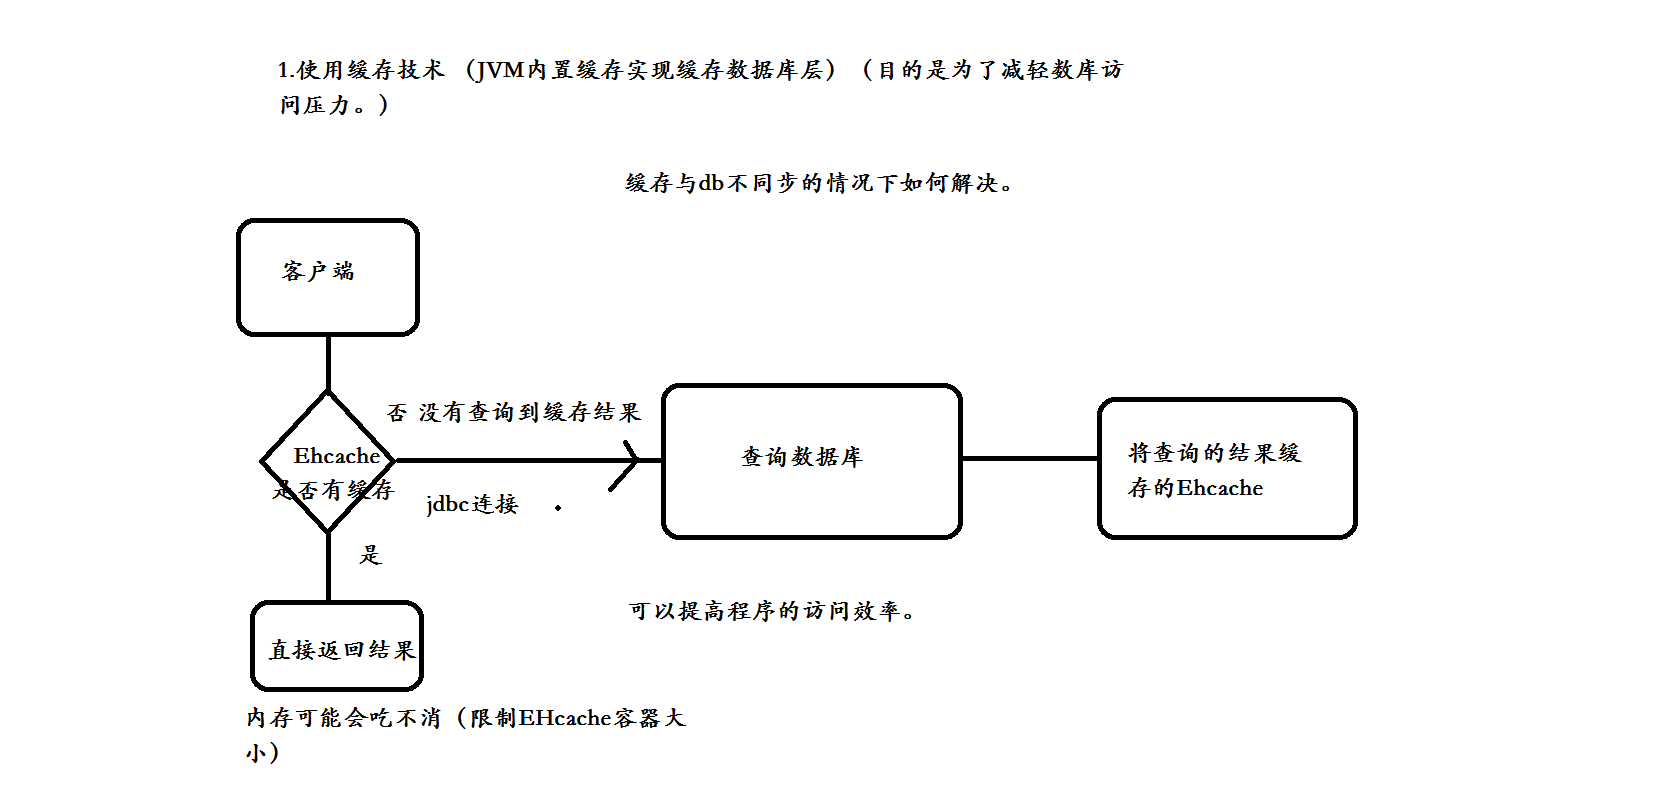 1.使用缓存技术 （JVM内置缓存实现缓存数据库层）（目的是为了减轻数库访
问压力。）
缓存与db不同步的情况下如何解决。
客户端
否 没有查询到缓存结果
Ehcache
是否有缓存
jdbc连接
查询数据库
将查询的结果缓
存的Ehcache
是
可以提高程序的访问效率。
直接返回结果
内存可能会吃不消（限制EHcache容器大
小）